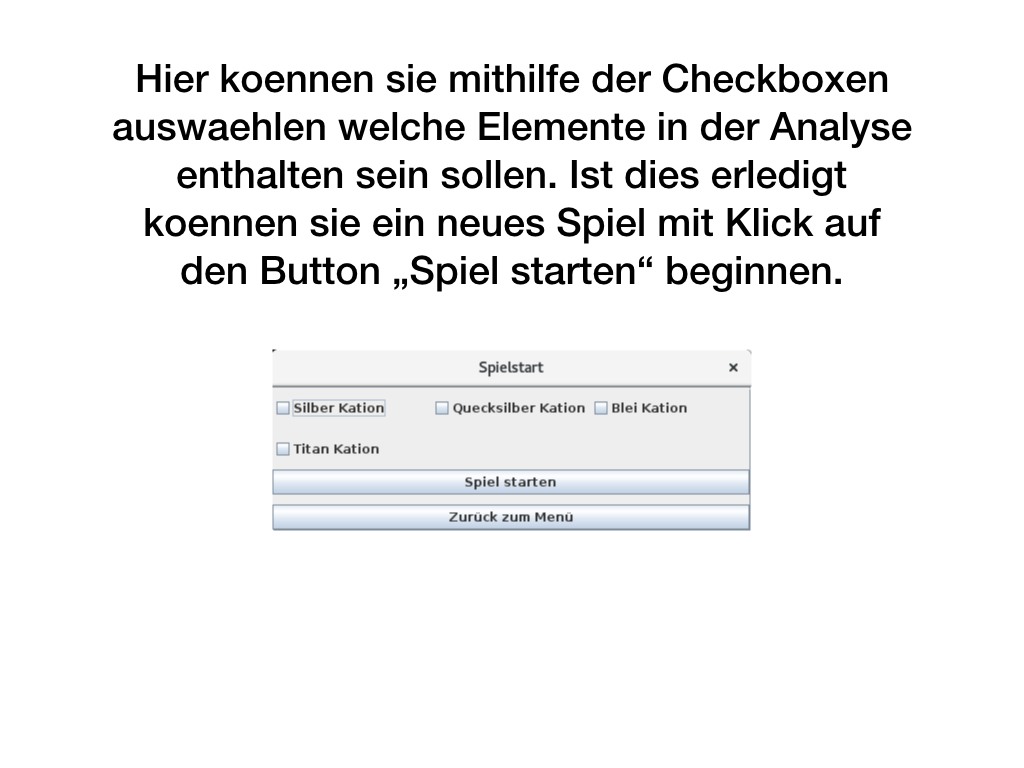 Hier koennen sie mithilfe der Checkboxen
auswaehlen welche Elemente in der Analyse
enthalten sein sollen. Ist dies erledigt
koennen sie ein neues Spiel mit Klick auf
den Button „Spiel starten“ beginnen.
Spielstart ×
Silber Kation Quecksilber Kation Blei Kation
Titan Kation
Spiel starten
Zurück zum Menü